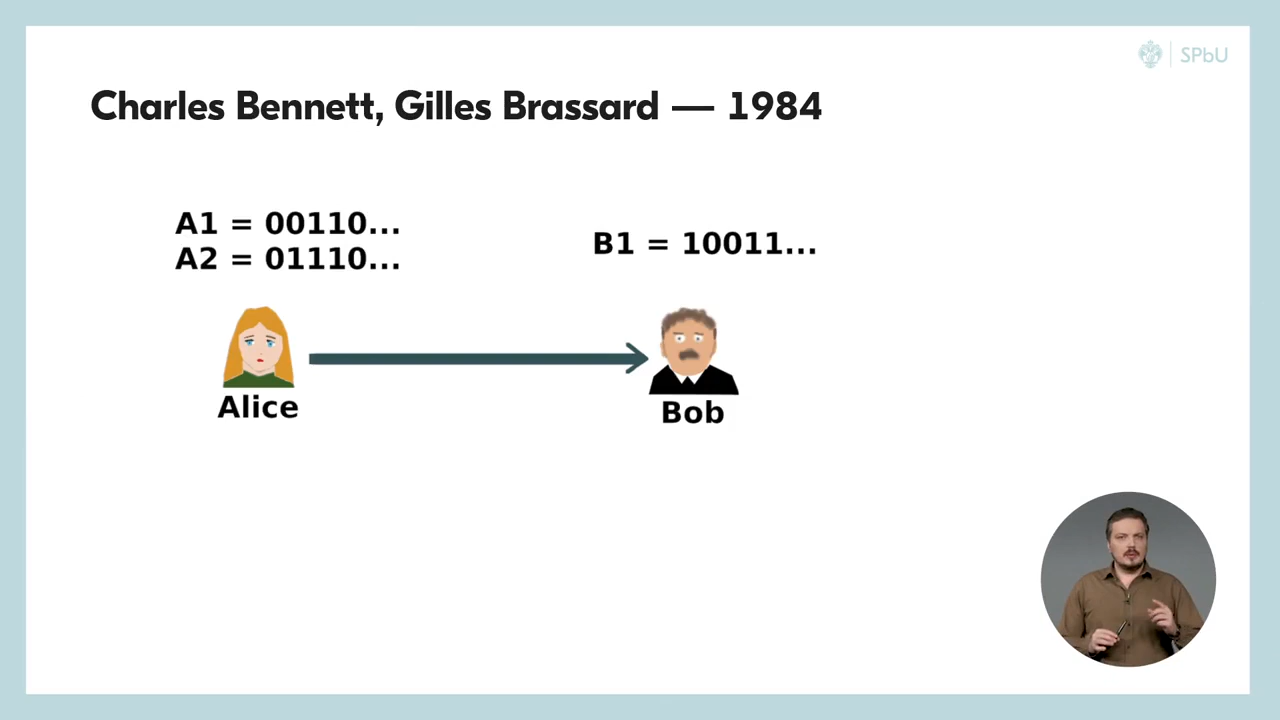 SPbU
Charles Bennett, Gilles Brassard — 1984
A1 = 00110...
A2 = 01110...
B1 = 10011...
Alice
Bob